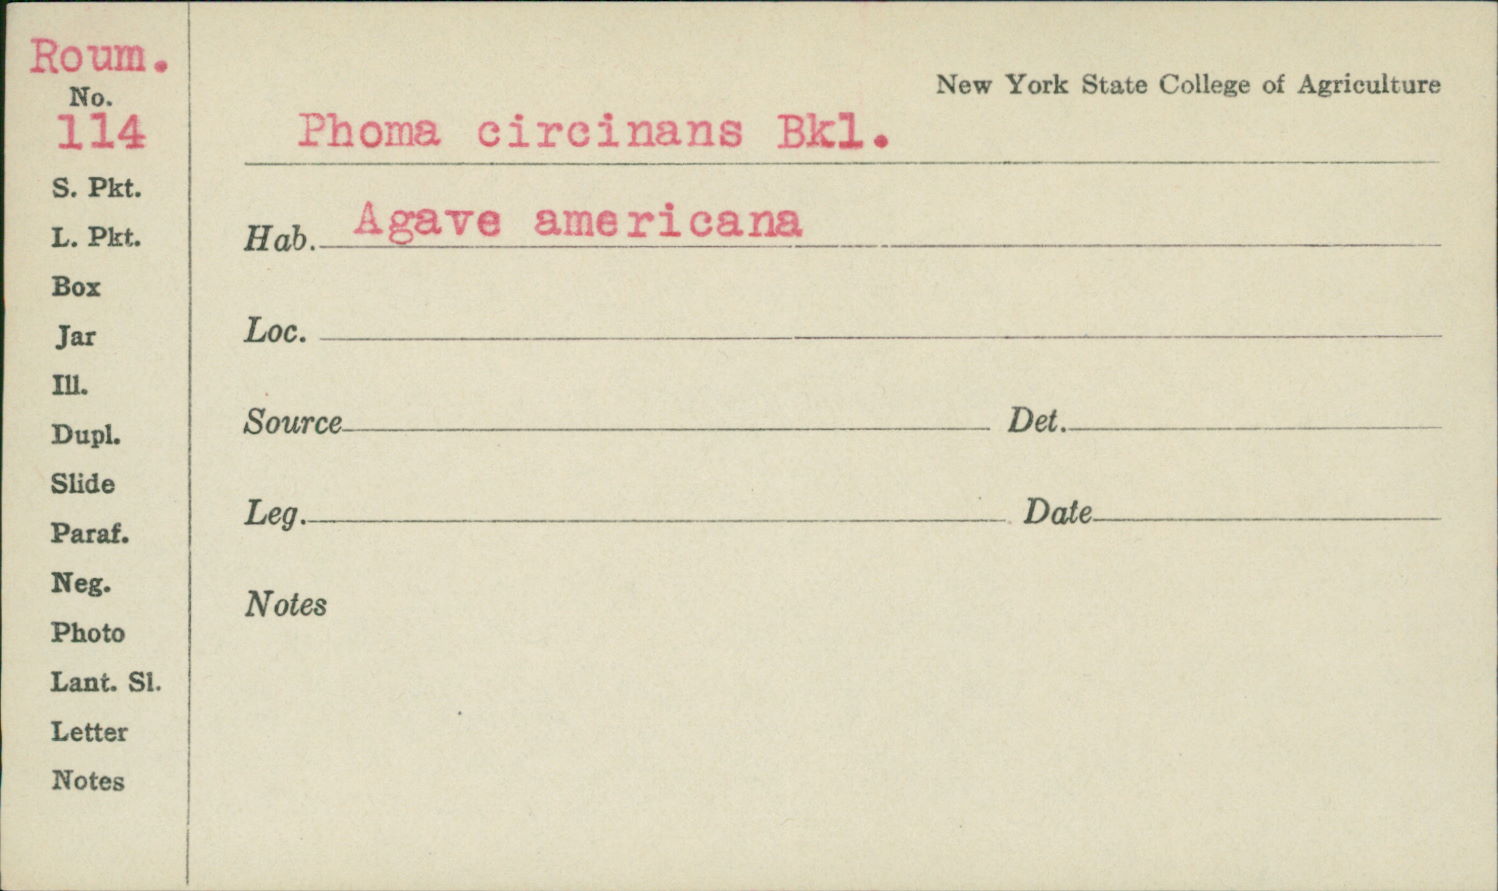 Roum.
No.
114
S. Pkt.
L. Pkt.
Box
Jar
Ill.
Dupl.
Slide
Paraf.
Neg.
Photo
Lant. Sl.
Letter
Notes
New York State College of Agriculture
Phoma circinans Bkl.
Hab. Agave americana
Loc.
Source Det.
Leg. Date
Notes